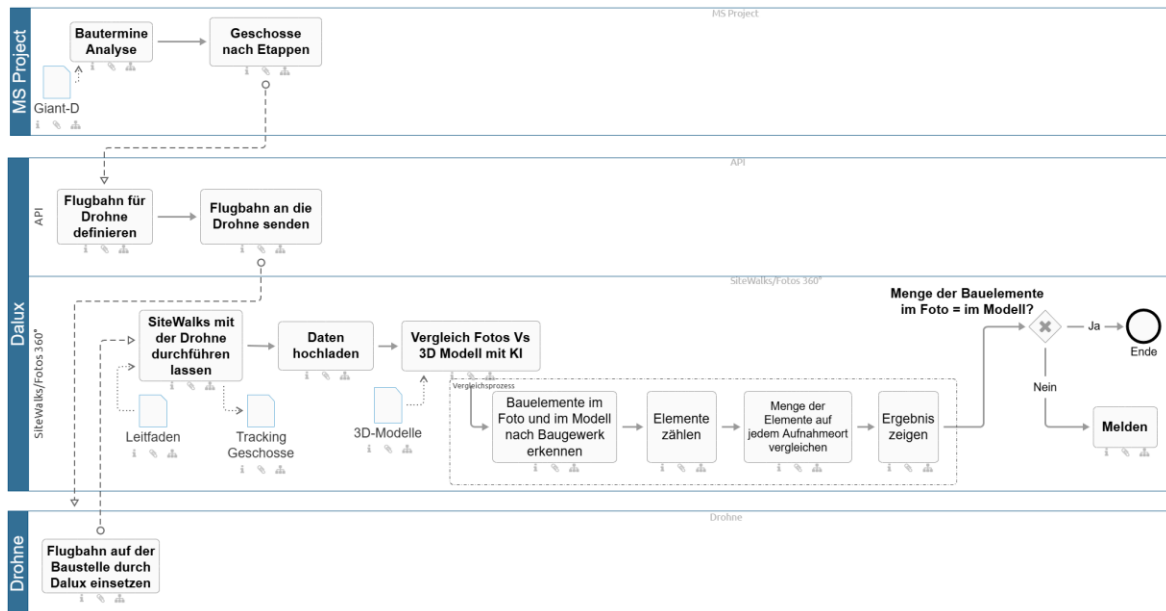 MS Project
MS Project
Bautermine
Analyse
Geschosse
nach Etappen
Giant-D
Dalux
API
API
Flugbahn für
Drohne
definieren
Flugbahn an die
Drohne senden
SiteWalks/Fotos 360°
SiteWalks/Fotos 360°
SiteWalks mit
der Drohne
durchführen
lassen
Daten
hochladen
Vergleich Fotos Vs
3D Modell mit KI
Menge der Bauelemente
im Foto = im Modell?
Ja
Ende
Nein
Melden
Leitfaden
Tracking
Geschosse
3D-Modelle
Vergleichsprozess
Bauelemente im
Foto und im Modell
nach Baugewerk
erkennen
Elemente
zählen
Menge der
Elemente auf
jedem Aufnahmeort
vergleichen
Ergebnis
zeigen
Drohne
Drohne
Flugbahn auf der
Baustelle durch
Dalux einsetzen